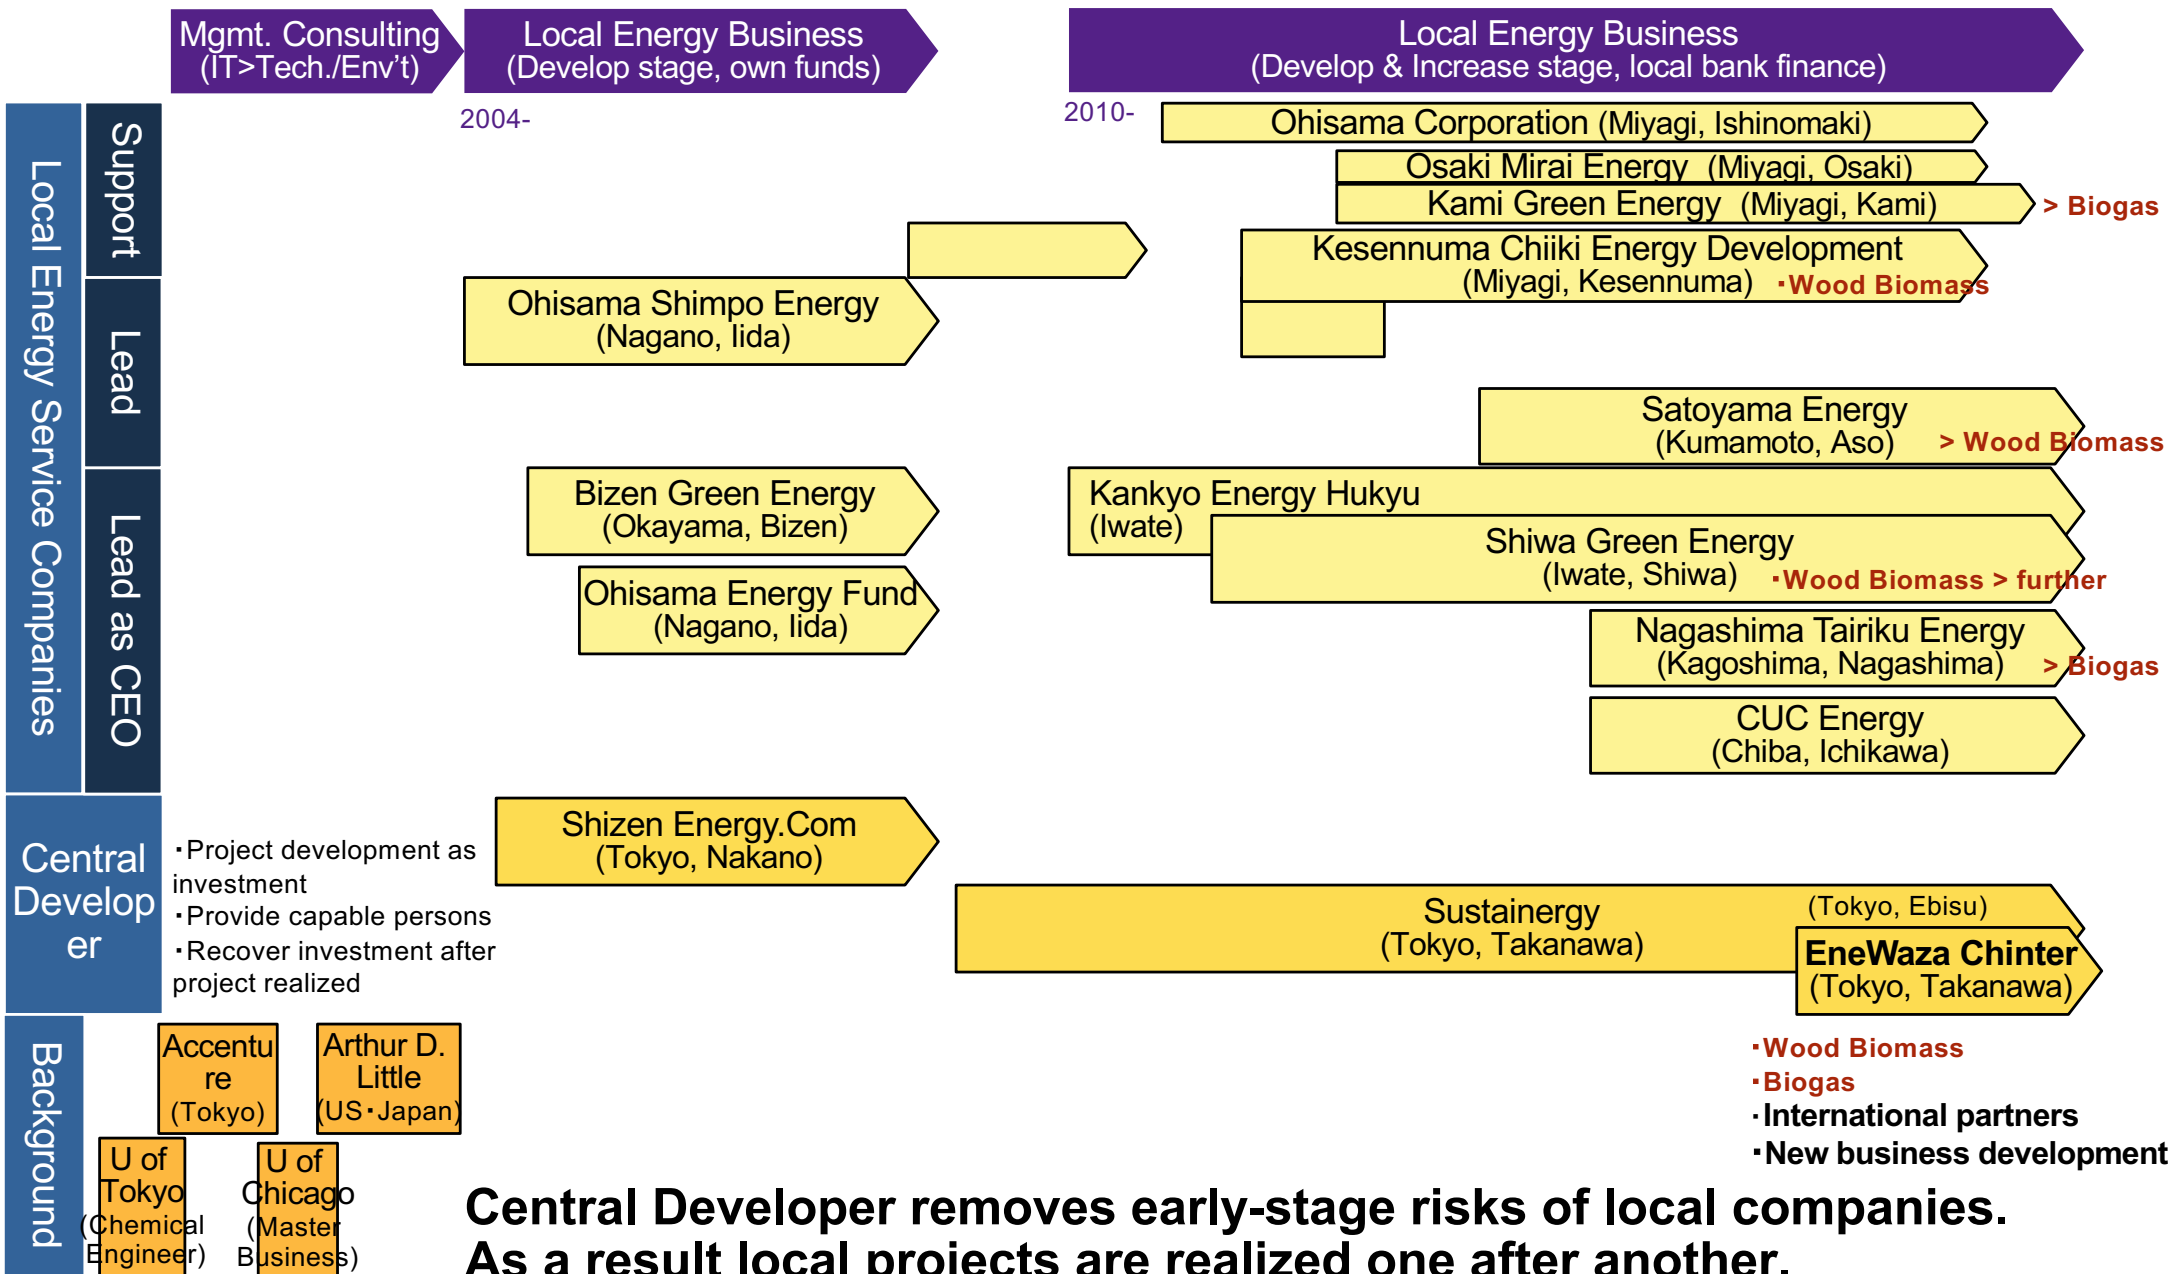 Mgmt. Consulting
(IT>Tech./Env't)
Local Energy Business
(Develop stage, own funds)
Local Energy Business
(Develop & Increase stage, local bank finance)
2004-
2010-
Local Energy Service Companies
Support
Ohisama Corporation (Miyagi, Ishinomaki)
Osaki Mirai Energy (Miyagi, Osaki)
Kami Green Energy (Miyagi, Kami)
> Biogas
Kesennuma Chiiki Energy Development
(Miyagi, Kesennuma)
・Wood Biomass
Lead
Ohisama Shimpo Energy
(Nagano, Iida)
Satoyama Energy
(Kumamoto, Aso)
> Wood Biomass
Lead as CEO
Bizen Green Energy
(Okayama, Bizen)
Kankyo Energy Hukyu
(Iwate)
Shiwa Green Energy
(Iwate, Shiwa)
・Wood Biomass > further
Ohisama Energy Fund
(Nagano, Iida)
Nagashima Tairiku Energy
(Kagoshima, Nagashima)
> Biogas
CUC Energy
(Chiba, Ichikawa)
Central
Develop
er
・Project development as
investment
・Provide capable persons
・Recover investment after
project realized
Shizen Energy.Com
(Tokyo, Nakano)
Sustainergy
(Tokyo, Takanawa)
(Tokyo, Ebisu)
EneWaza Chinter
(Tokyo, Takanawa)
Background
Accentu
re
(Tokyo)
Arthur D.
Little
(US・Japan)
U of
Tokyo
(Chemical
Engineer)
U of
Chicago
(Master
Business)
・Wood Biomass
・Biogas
・International partners
・New business development
Central Developer removes early-stage risks of local companies.
As a result local projects are realized one after another.